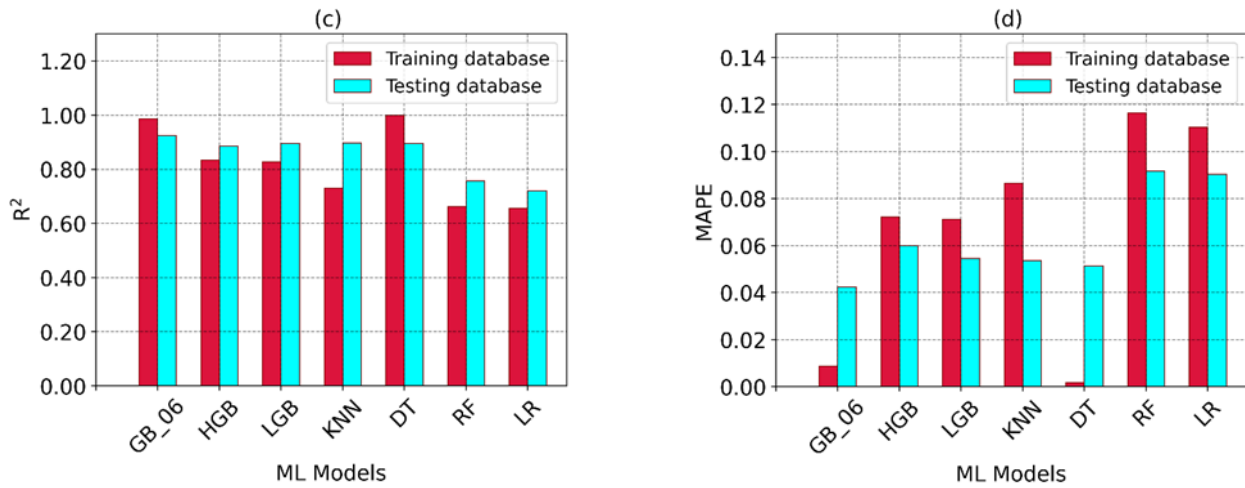 (c)
Training database
Testing database
1.20
1.00
0.80
0.60
0.40
0.20
0.00
R²
GB_06
HGB
LGB
KNN
DT
RF
LR
ML Models
(d)
Training database
Testing database
0.14
0.12
0.10
0.08
0.06
0.04
0.02
0.00
MAPE
GB_06
HGB
LGB
KNN
DT
RF
LR
ML Models